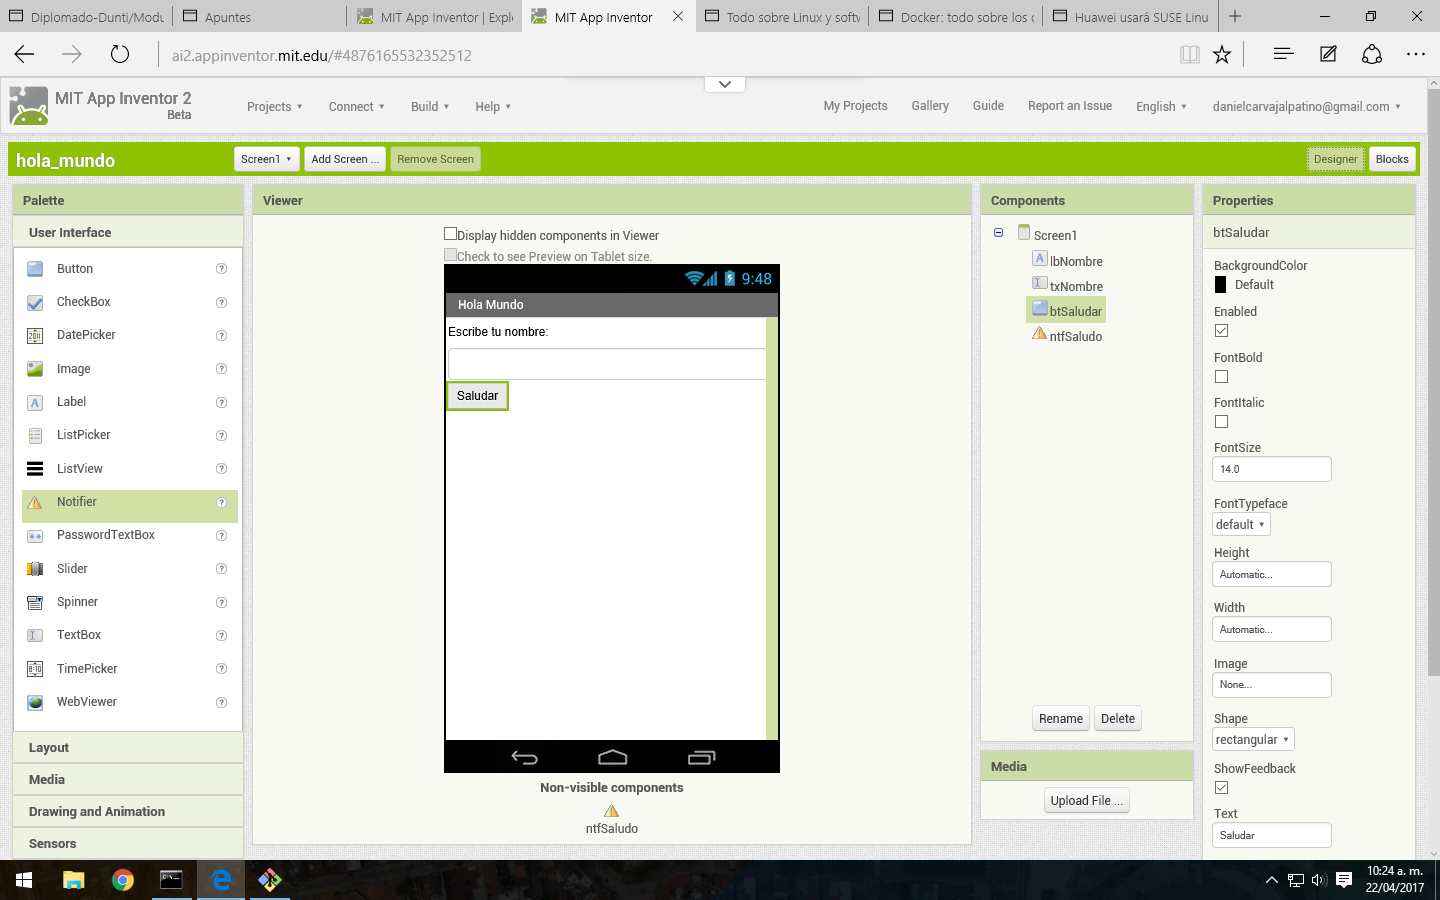 Diplomado-Dunti/Modu
Apuntes
MIT App Inventor | Explo
MIT App Inventor
Todo sobre Linux y softw
Docker: todo sobre los c
Huawei usará SUSE Linu
ai2.appinventor.mit.edu/#4876165532352512
MIT App Inventor 2
Beta
Projects
Connect
Build
Help
My Projects
Gallery
Guide
Report an Issue
English
danielcarvajalpatino@gmail.com
hola_mundo
Screen1
Add Screen ...
Remove Screen
Designer
Blocks
Palette
User Interface
Button
CheckBox
DatePicker
Image
Label
ListPicker
ListView
Notifier
PasswordTextBox
Slider
Spinner
TextBox
TimePicker
WebViewer
Layout
Media
Drawing and Animation
Sensors
Viewer
Display hidden components in Viewer
Check to see Preview on Tablet size.
9:48
Hola Mundo
Escribe tu nombre:
Saludar
Non-visible components
ntfSaludo
Components
Screen1
lbNombre
txNombre
btSaludar
ntfSaludo
Rename
Delete
Media
Upload File ...
Properties
btSaludar
BackgroundColor
Default
Enabled
FontBold
FontItalic
FontSize
14.0
FontTypeface
default
Height
Automatic...
Width
Automatic...
Image
None...
Shape
rectangular
ShowFeedback
Text
Saludar
10:24 a. m.
22/04/2017